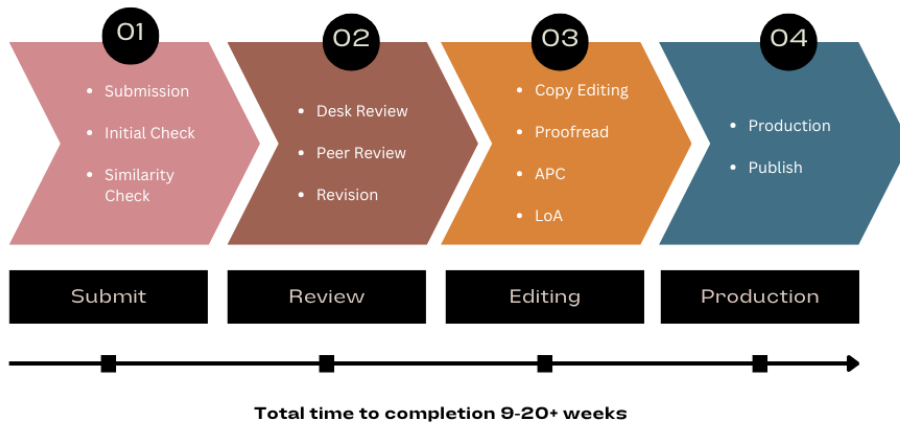 01
Submission
Initial Check
Similarity
Check
02
Desk Review
Peer Review
Revision
03
Copy Editing
Proofread
APC
LoA
04
Production
Publish
Submit
Review
Editing
Production
Total time to completion 9-20+ weeks